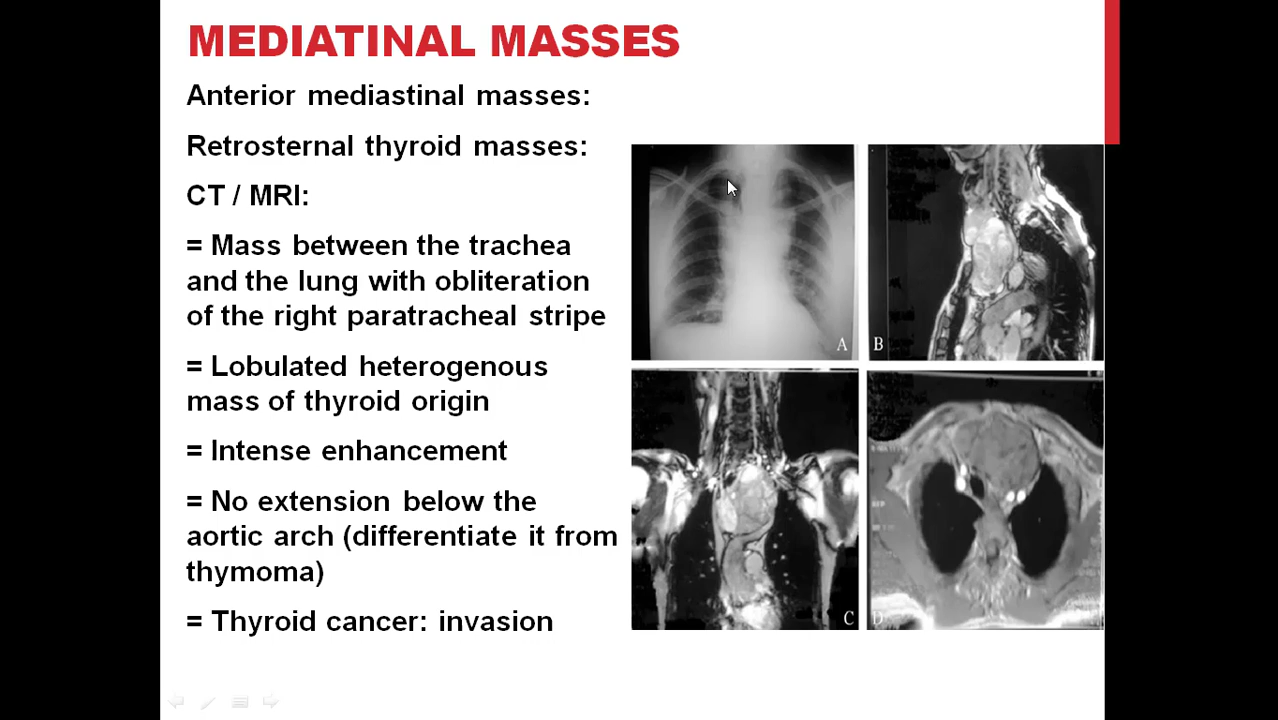 MEDIATINAL MASSES
Anterior mediastinal masses:
Retrosternal thyroid masses:
CT / MRI:
= Mass between the trachea
and the lung with obliteration
of the right paratracheal stripe
= Lobulated heterogenous
mass of thyroid origin
= Intense enhancement
= No extension below the
aortic arch (differentiate it from
thymoma)
= Thyroid cancer: invasion
A
B
C
D